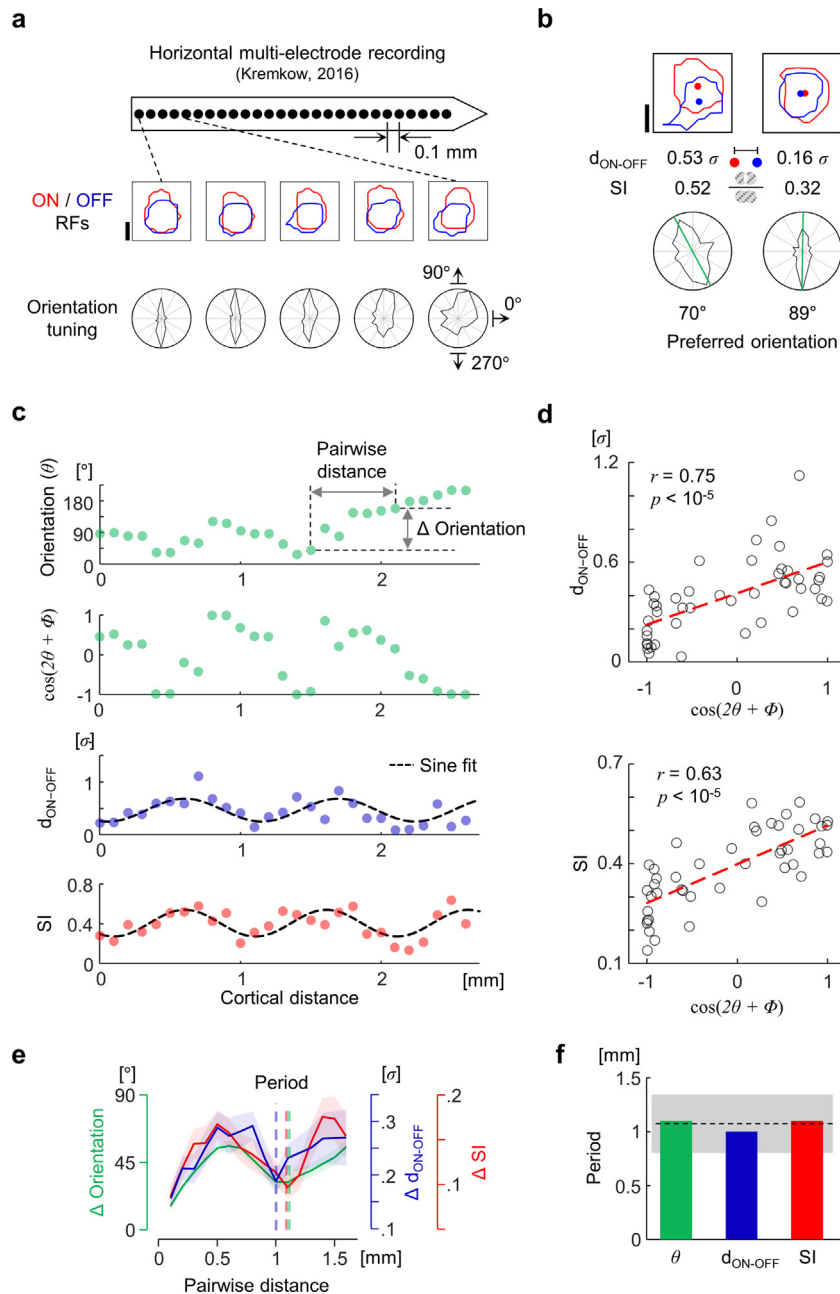 a
Horizontal multi-electrode recording
(Kremkow, 2016)
0.1 mm
ON / OFF
RFs
Orientation
tuning
90°
0°
270°
b
d_ON-OFF 0.53 σ 0.16 σ
SI 0.52 0.32
70° 89°
Preferred orientation
c
[°]
Orientation (θ)
180
90
0
Pairwise
distance
Δ Orientation
0 1 2
cos(2θ + Φ)
1
0
-1
0 1 2
[σ]
d_ON-OFF
1
0
Sine fit
0 1 2
SI
0.8
0.4
0
0 1 2 [mm]
Cortical distance
d
[σ]
d_ON-OFF
1.2
0.6
0
r = 0.75
p < 10^-5
-1 0 1
cos(2θ + Φ)
SI
0.7
0.4
0.1
r = 0.63
p < 10^-5
-1 0 1
cos(2θ + Φ)
e
[°] Period [σ]
Δ Orientation
90
45
0
Δ d_ON-OFF
.3
.2
.1
Δ SI
.2
.1
0 0.5 1 1.5 [mm]
Pairwise distance
f
[mm]
Period
1.5
1
0.5
0
θ d_ON-OFF SI